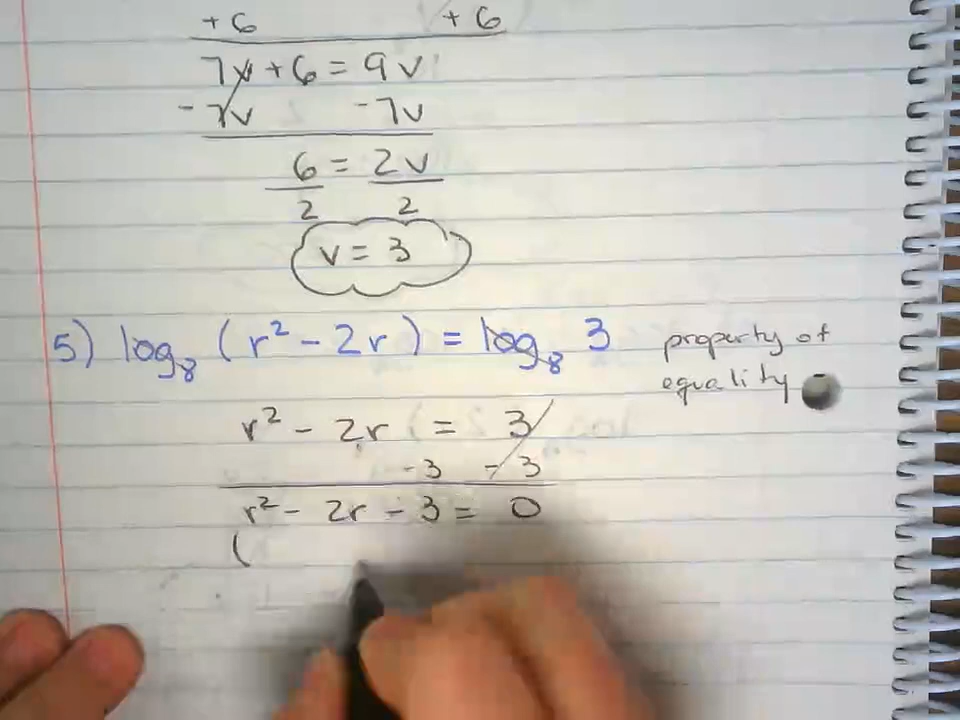 +6 +6
7v + 6 = 9v
- 7v -7v
6 = 2v
2 2
v = 3
5) log₈ (r² - 2r) = log₈ 3 property of
equality
r² - 2r = 3
-3 -3
r² - 2r - 3 = 0
(